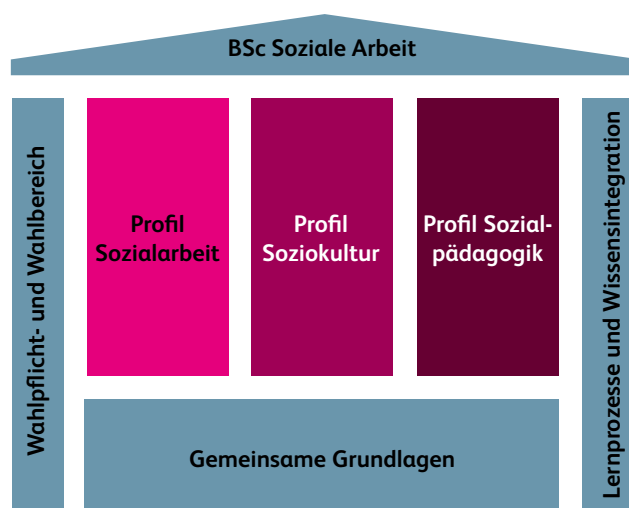 BSc Soziale Arbeit
Wahlpflicht- und Wahlbereich
Profil
Sozialarbeit
Profil
Soziokultur
Profil Sozial-
pädagogik
Lernprozesse und Wissensintegration
Gemeinsame Grundlagen